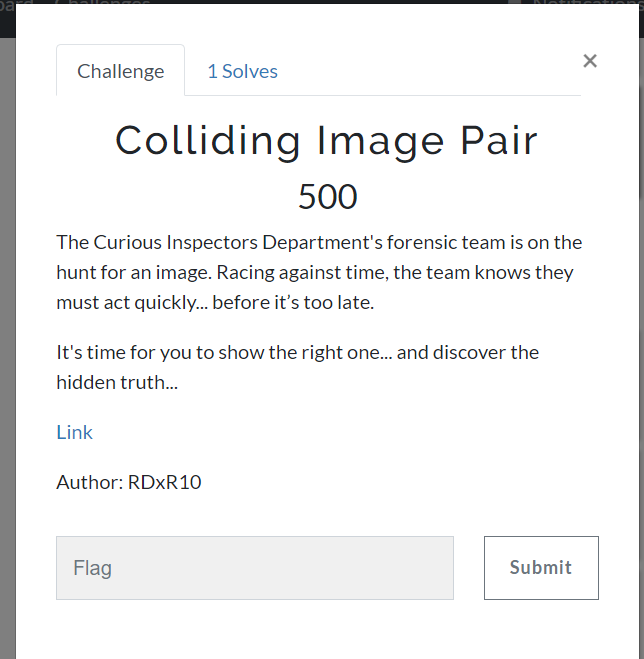 Challenge
1 Solves
×
Colliding Image Pair
500
The Curious Inspectors Department's forensic team is on the
hunt for an image. Racing against time, the team knows they
must act quickly... before it’s too late.
It's time for you to show the right one... and discover the
hidden truth...
Link
Author: RDxR10
Flag
Submit